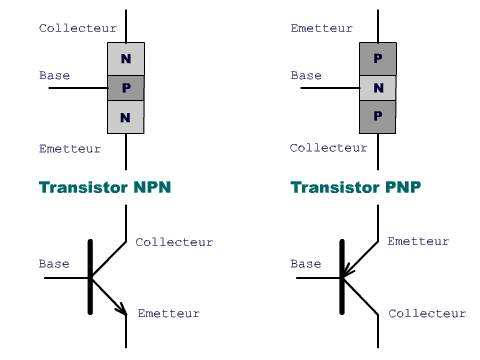 Collecteur
N
Base
P
N
Emetteur
Transistor NPN
Collecteur
Base
Emetteur
Emetteur
P
Base
N
P
Collecteur
Transistor PNP
Emetteur
Base
Collecteur